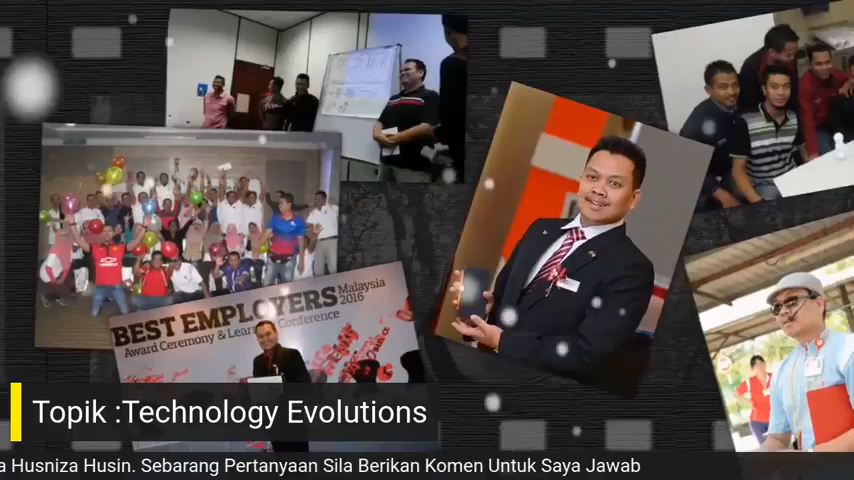 BEST EMPLOYERS Malaysia 2016
Award Ceremony & Learning Conference
Topik :Technology Evolutions
Husniza Husin. Sebarang Pertanyaan Sila Berikan Komen Untuk Saya Jawab